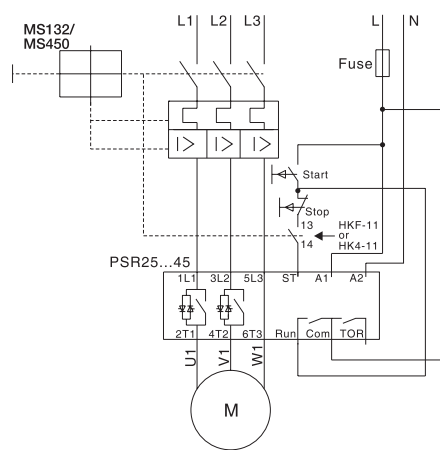 L1 L2 L3 L N
MS132/
MS450
Fuse
I> I> I>
Start
Stop
13 HKF-11
or
14 HK4-11
PSR25...45
1L1 3L2 5L3 ST A1 A2
2T1 4T2 6T3 Run Com TOR
U1 V1 W1
M